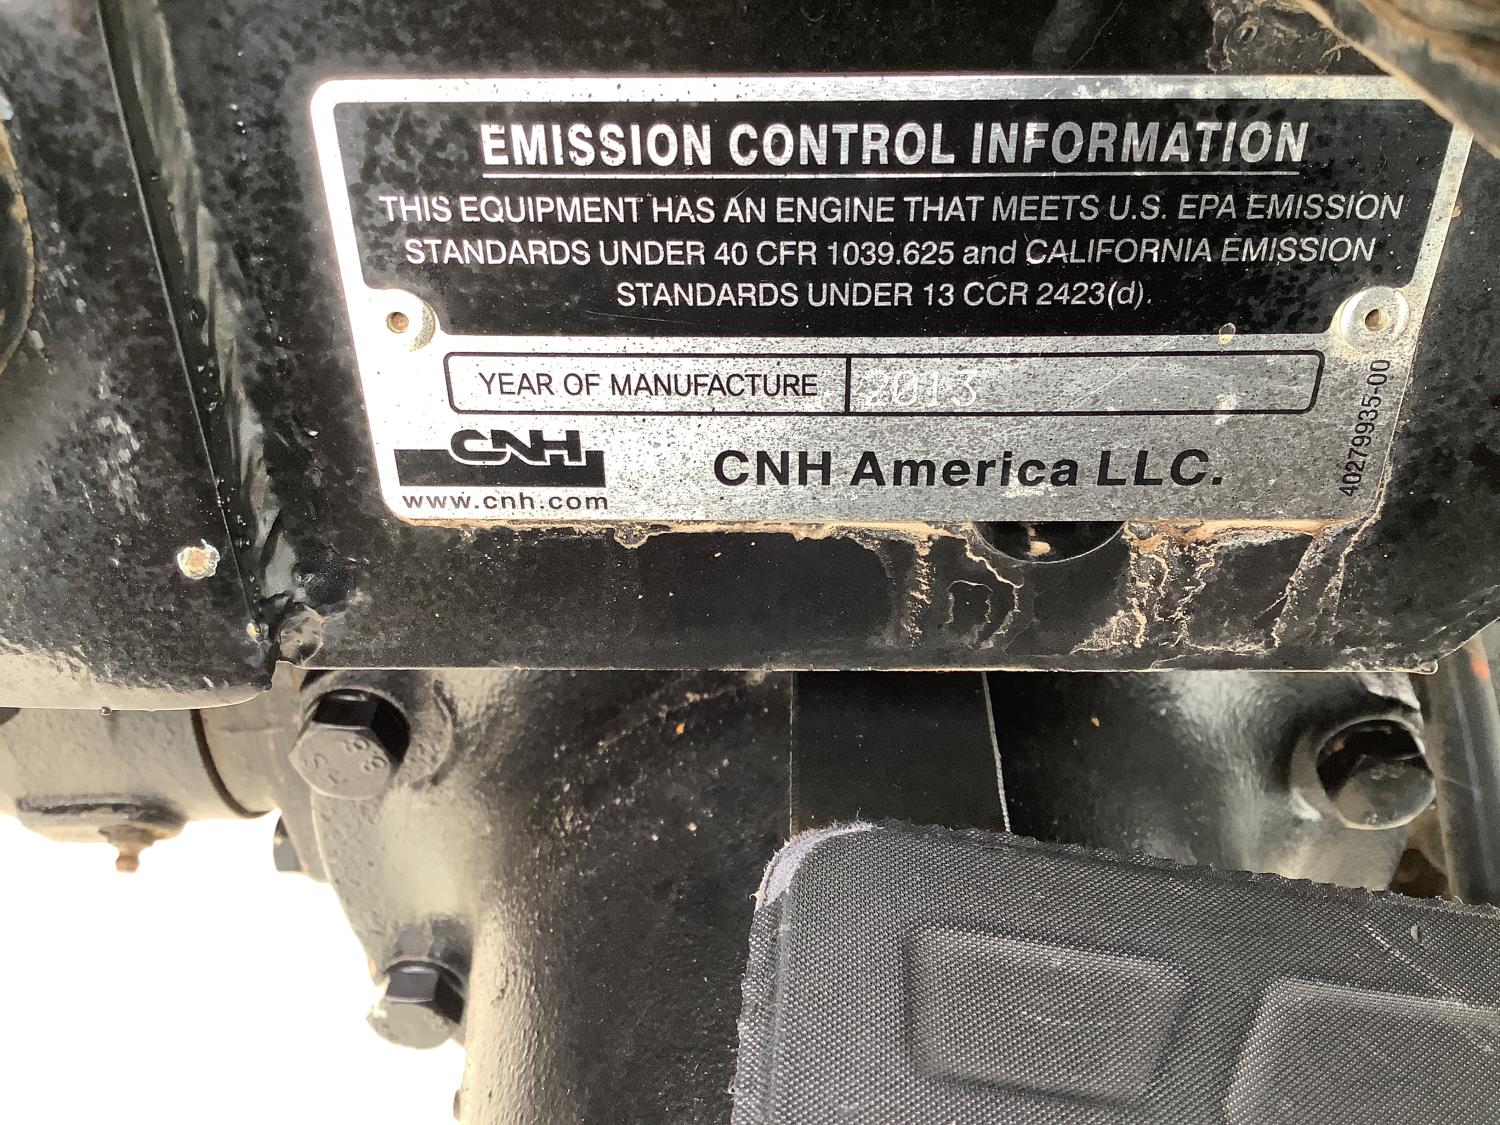 EMISSION CONTROL INFORMATION
THIS EQUIPMENT HAS AN ENGINE THAT MEETS U.S. EPA EMISSION
STANDARDS UNDER 40 CFR 1039.625 and CALIFORNIA EMISSION
STANDARDS UNDER 13 CCR 2423(d).
YEAR OF MANUFACTURE 2013
CNH
www.cnh.com
CNH America LLC.
40279935-00